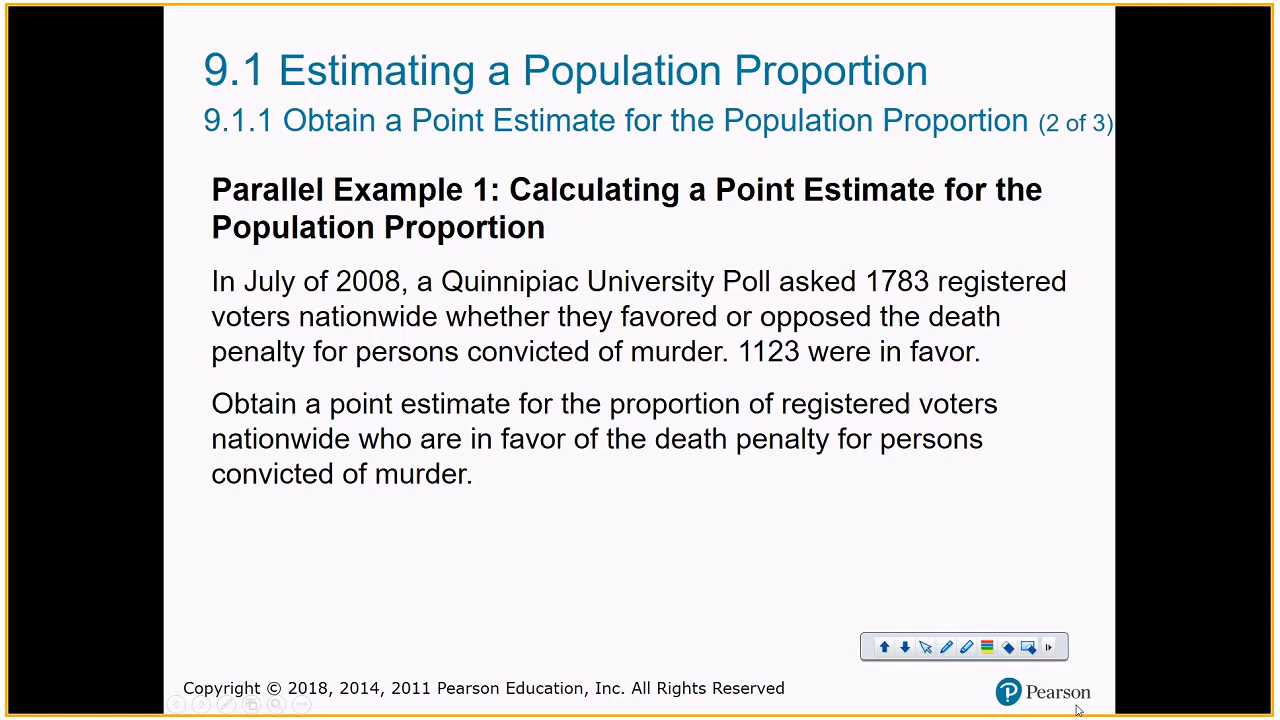 9.1 Estimating a Population Proportion
9.1.1 Obtain a Point Estimate for the Population Proportion (2 of 3)
Parallel Example 1: Calculating a Point Estimate for the
Population Proportion
In July of 2008, a Quinnipiac University Poll asked 1783 registered
voters nationwide whether they favored or opposed the death
penalty for persons convicted of murder. 1123 were in favor.
Obtain a point estimate for the proportion of registered voters
nationwide who are in favor of the death penalty for persons
convicted of murder.
Copyright © 2018, 2014, 2011 Pearson Education, Inc. All Rights Reserved
Pearson